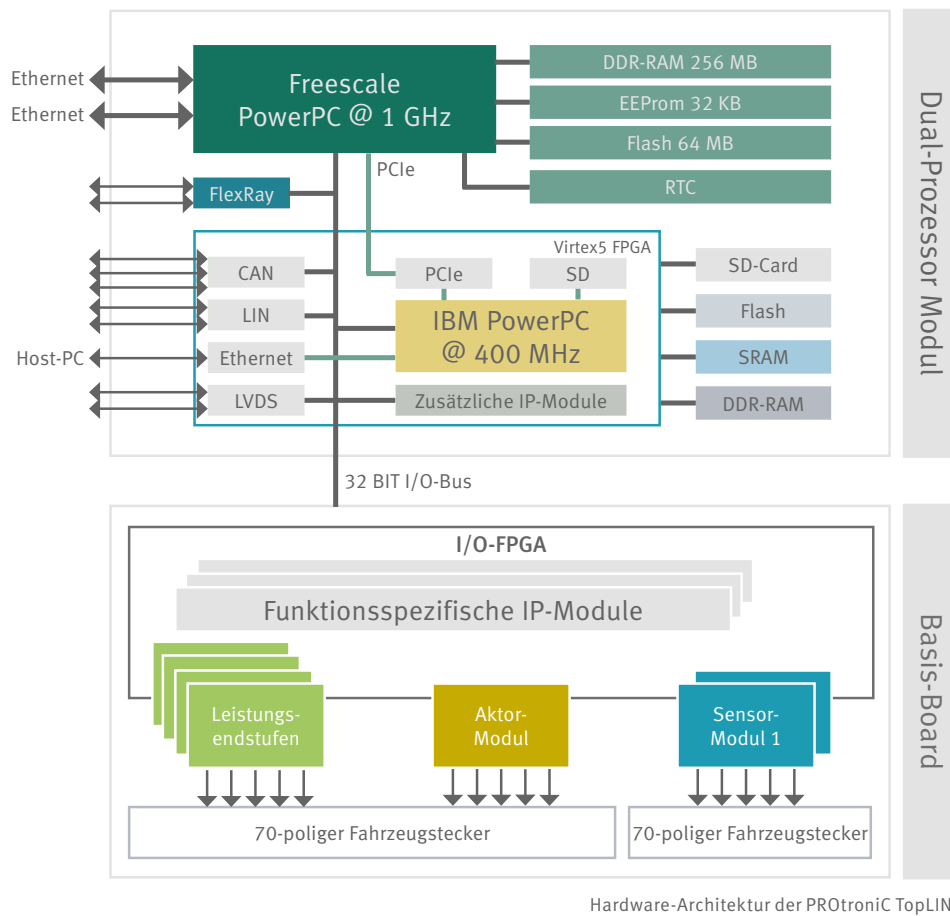 Ethernet
Ethernet
Freescale
PowerPC @ 1 GHz
DDR-RAM 256 MB
EEProm 32 KB
Flash 64 MB
RTC
PCIe
FlexRay
Virtex5 FPGA
CAN
LIN
Host-PC
Ethernet
LVDS
PCIe
SD
IBM PowerPC
@ 400 MHz
Zusätzliche IP-Module
SD-Card
Flash
SRAM
DDR-RAM
Dual-Prozessor Modul
32 BIT I/O-Bus
I/O-FPGA
Funktionsspezifische IP-Module
Leistungs-
endstufen
Aktor-
Modul
Sensor-
Modul 1
70-poliger Fahrzeugstecker
70-poliger Fahrzeugstecker
Basis-Board
Hardware-Architektur der PROtroniC TopLIN